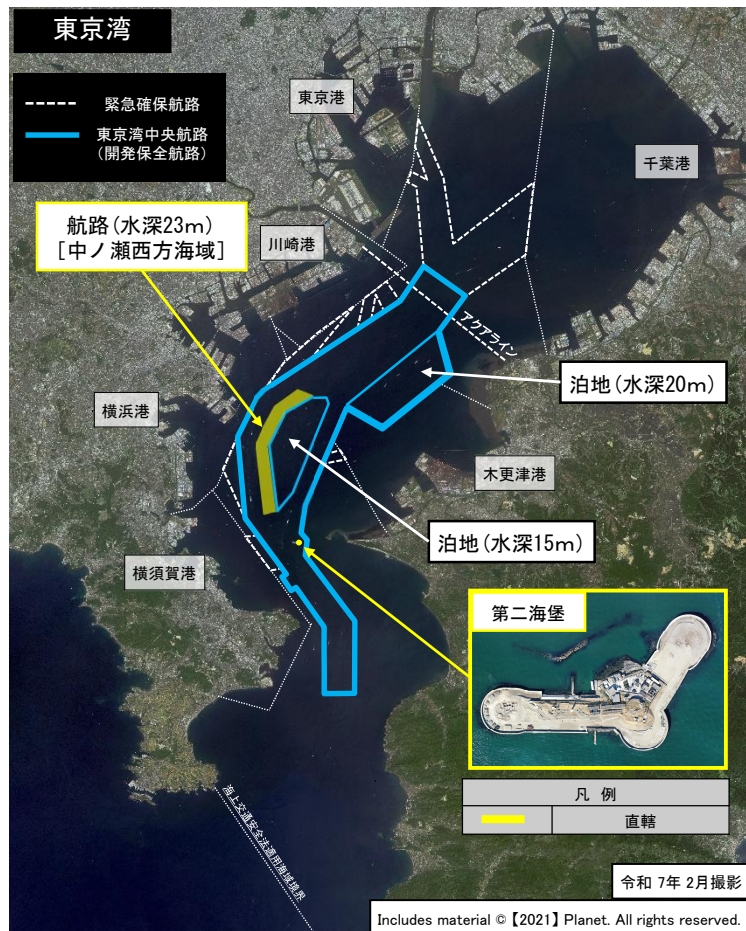 東京湾
緊急確保航路
東京湾中央航路
(開発保全航路)
東京港
千葉港
航路(水深23m)
[中ノ瀬西方海域]
川崎港
アクアライン
泊地(水深20m)
横浜港
木更津港
泊地(水深15m)
横須賀港
第二海堡
凡 例
直轄
海上交通安全法適用海域境界
令和 7年 2月撮影
Includes material © 【2021】 Planet. All rights reserved.